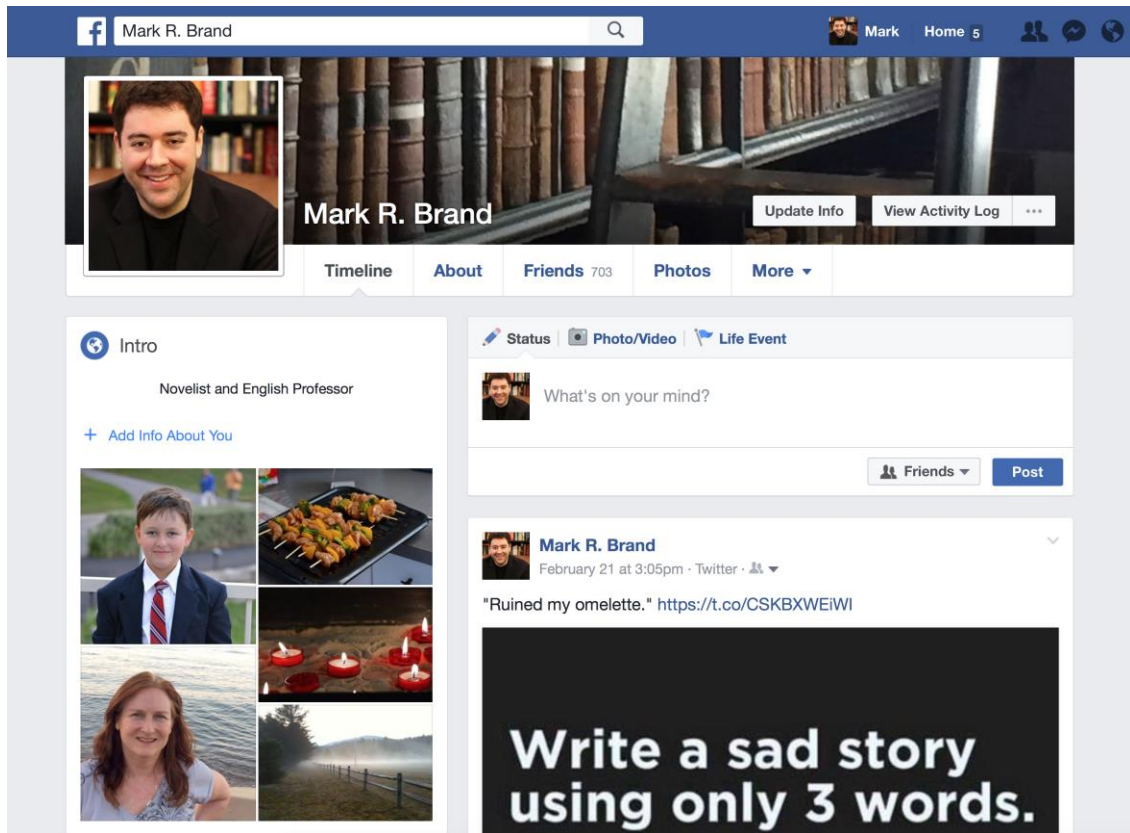 f Mark R. Brand
Mark Home 5
Mark R. Brand
Update Info View Activity Log ...
Timeline About Friends 703 Photos More
Intro
Novelist and English Professor
+ Add Info About You
Status Photo/Video Life Event
What's on your mind?
Friends Post
Mark R. Brand
February 21 at 3:05pm · Twitter ·
"Ruined my omelette." https://t.co/CSKBXWEiWI
Write a sad story
using only 3 words.